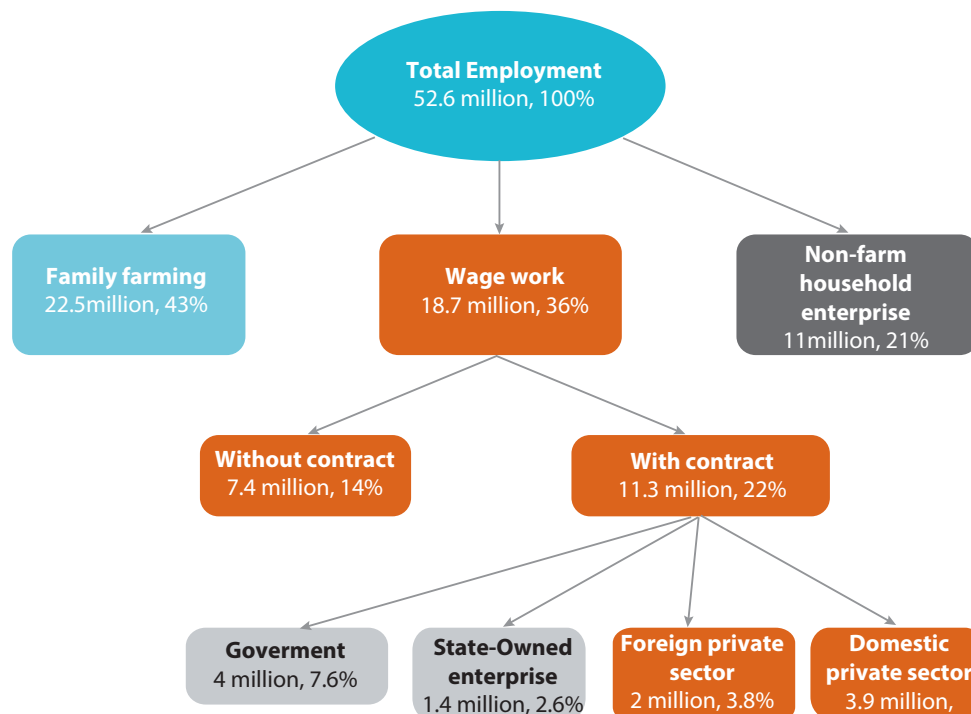 Total Employment
52.6 million, 100%
Family farming
22.5million, 43%
Wage work
18.7 million, 36%
Non-farm
household
enterprise
11million, 21%
Without contract
7.4 million, 14%
With contract
11.3 million, 22%
Goverment
4 million, 7.6%
State-Owned
enterprise
1.4 million, 2.6%
Foreign private
sector
2 million, 3.8%
Domestic
private sector
3.9 million,